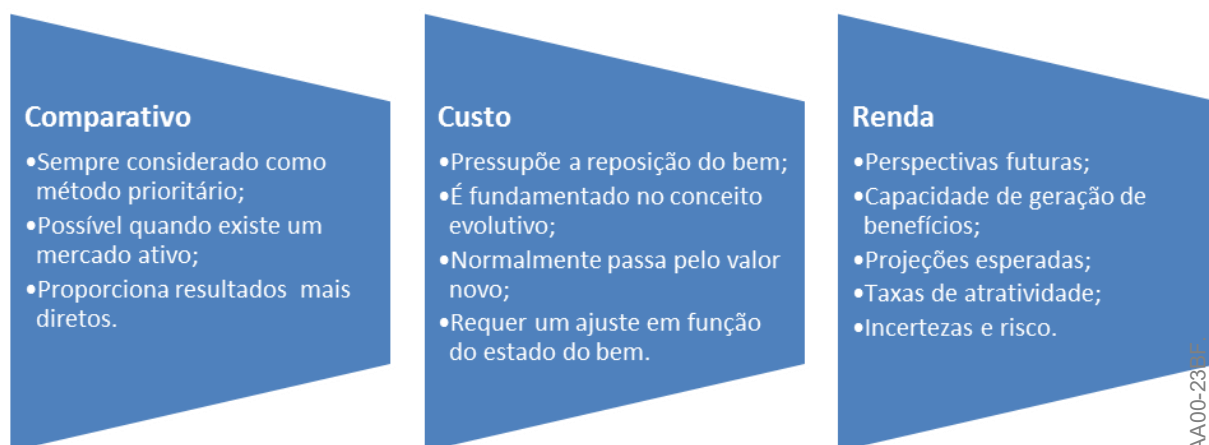 Comparativo
•Sempre considerado como
método prioritário;
•Possível quando existe um
mercado ativo;
•Proporciona resultados mais
diretos.
Custo
•Pressupõe a reposição do bem;
•É fundamentado no conceito
evolutivo;
•Normalmente passa pelo valor
novo;
•Requer um ajuste em função
do estado do bem.
Renda
•Perspectivas futuras;
•Capacidade de geração de
benefícios;
•Projeções esperadas;
•Taxas de atratividade;
•Incertezas e risco.